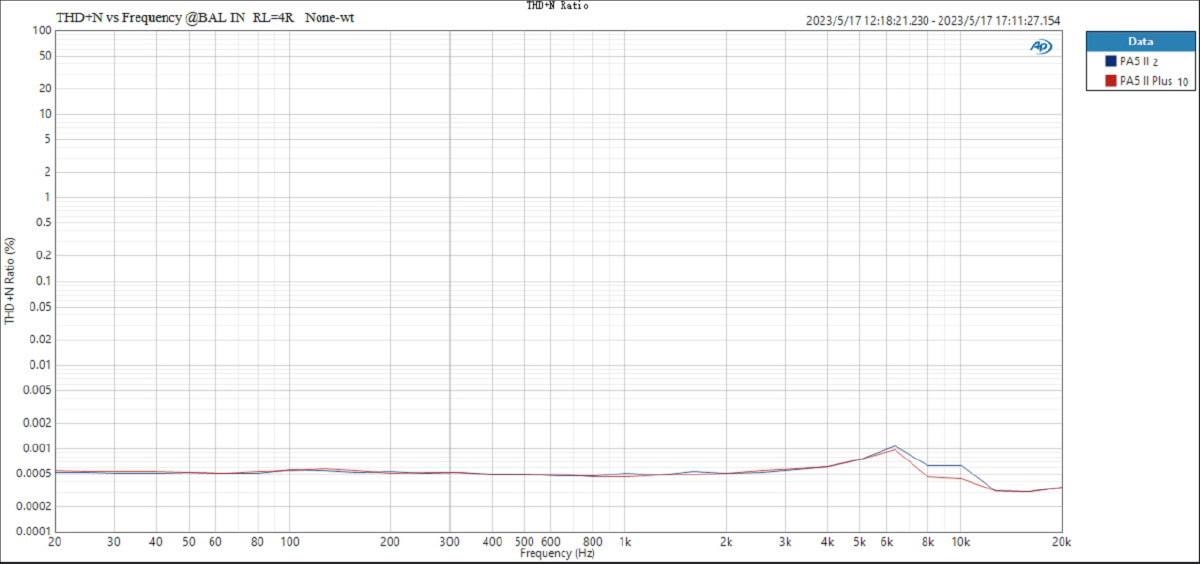 THD+N Ratio
THD+N vs Frequency @BAL IN RL=4R None-wt
2023/5/17 12:18:21.230 - 2023/5/17 17:11:27.154
AP
Data
PA5 II 2
PA5 II Plus 10
THD+N Ratio (%)
100
50
20
10
5
2
1
0.5
0.2
0.1
0.05
0.02
0.01
0.005
0.002
0.001
0.0005
0.0002
0.0001
20 30 40 50 60 80 100 200 300 400 500 600 800 1k 2k 3k 4k 5k 6k 8k 10k 20k
Frequency (Hz)